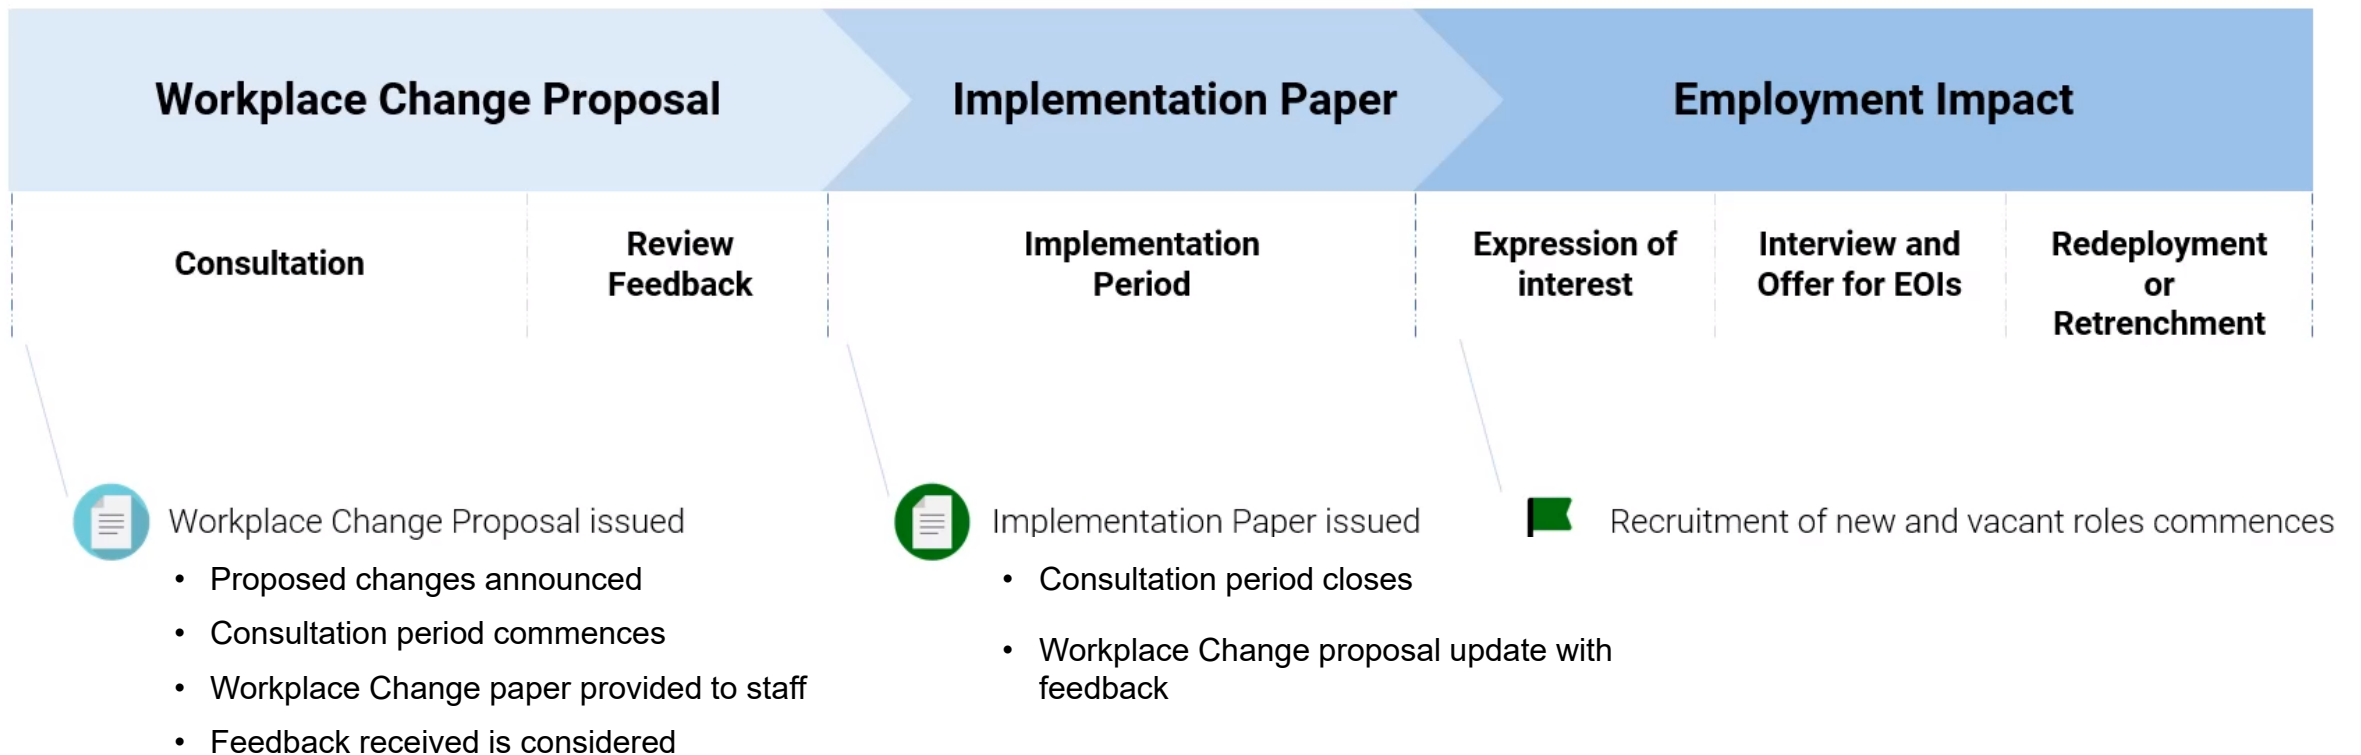 Workplace Change Proposal
Implementation Paper
Employment Impact
Consultation
Review
Feedback
Implementation
Period
Expression of
interest
Interview and
Offer for EOIs
Redeployment
or
Retrenchment
Workplace Change Proposal issued
• Proposed changes announced
• Consultation period commences
• Workplace Change paper provided to staff
• Feedback received is considered
Implementation Paper issued
• Consultation period closes
• Workplace Change proposal update with
feedback
Recruitment of new and vacant roles commences